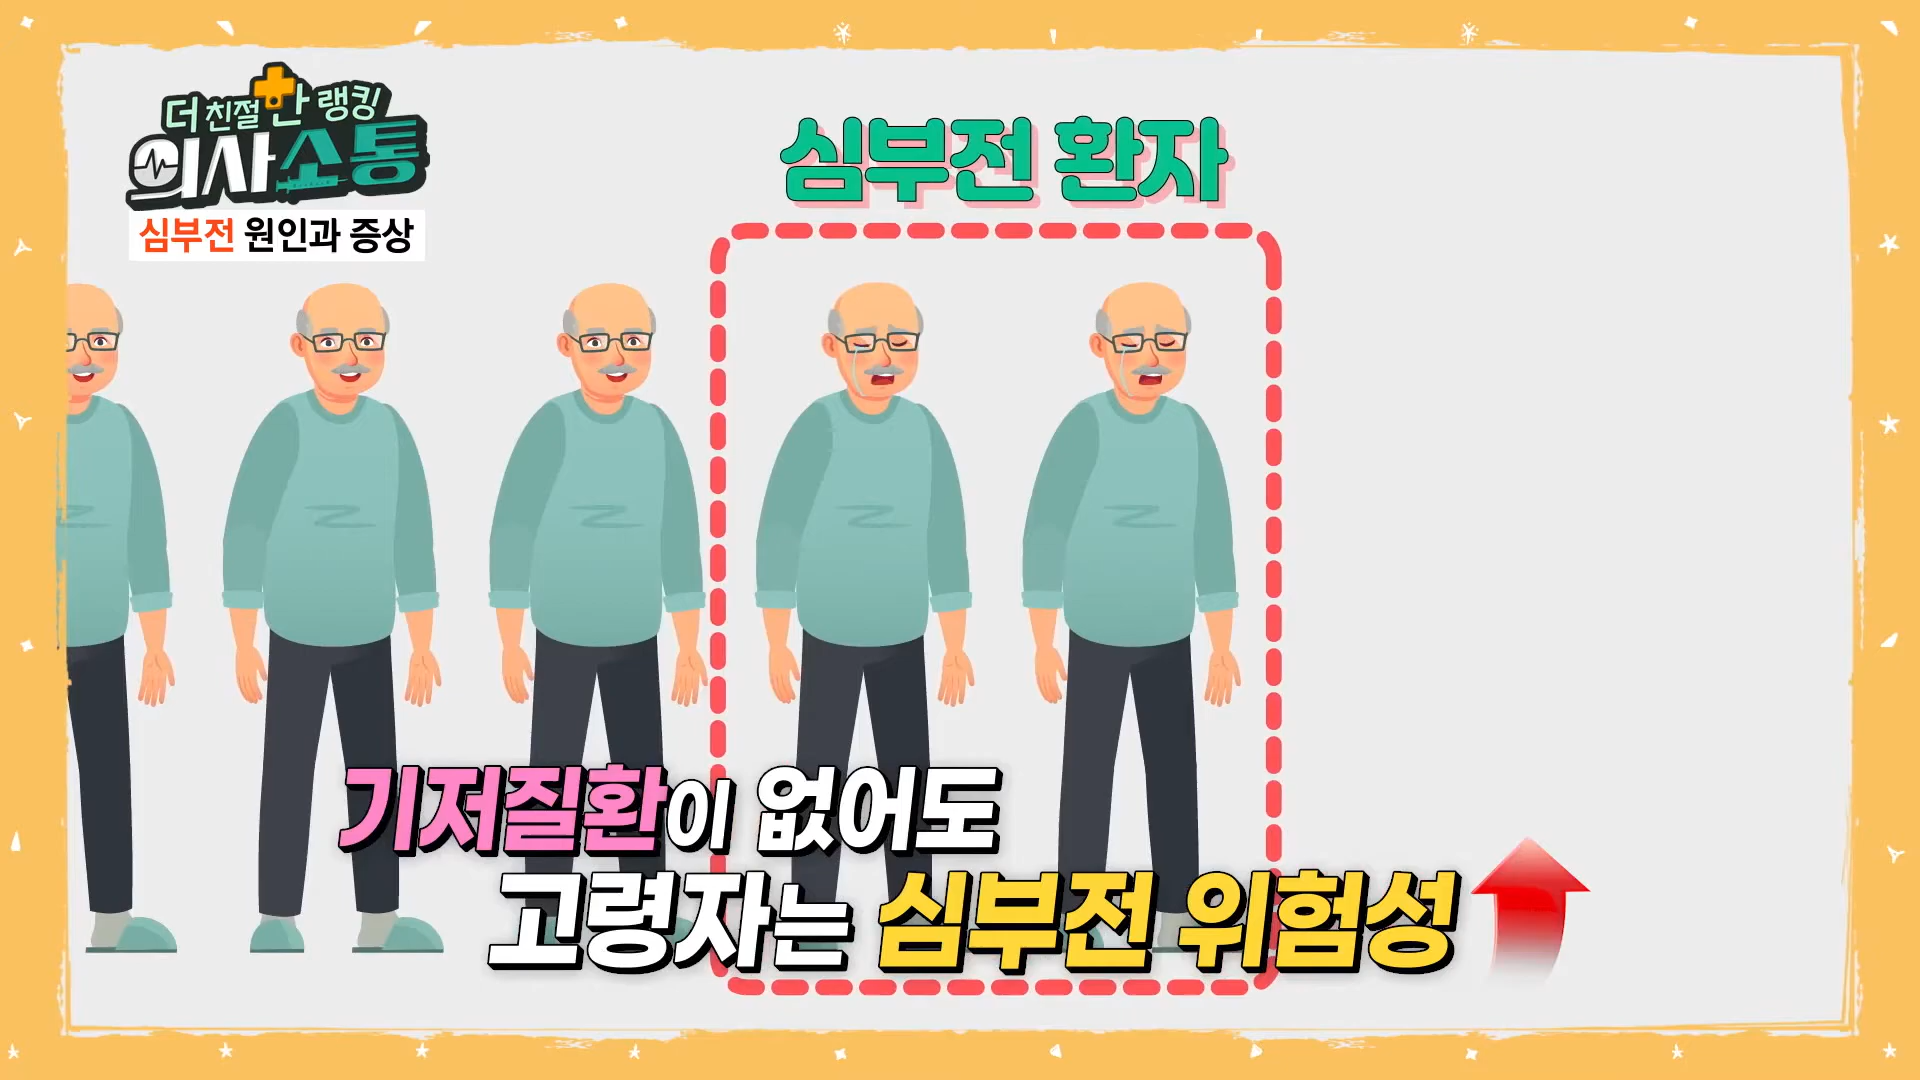 더 친절한 랭킹
의사소통
심부전 원인과 증상
심부전 환자
기저질환이 없어도
고령자는 심부전 위험성